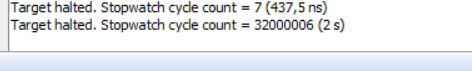 Target halted. Stopwatch cycle count = 7 (437,5 ns)
Target halted. Stopwatch cycle count = 32000006 (2 s)